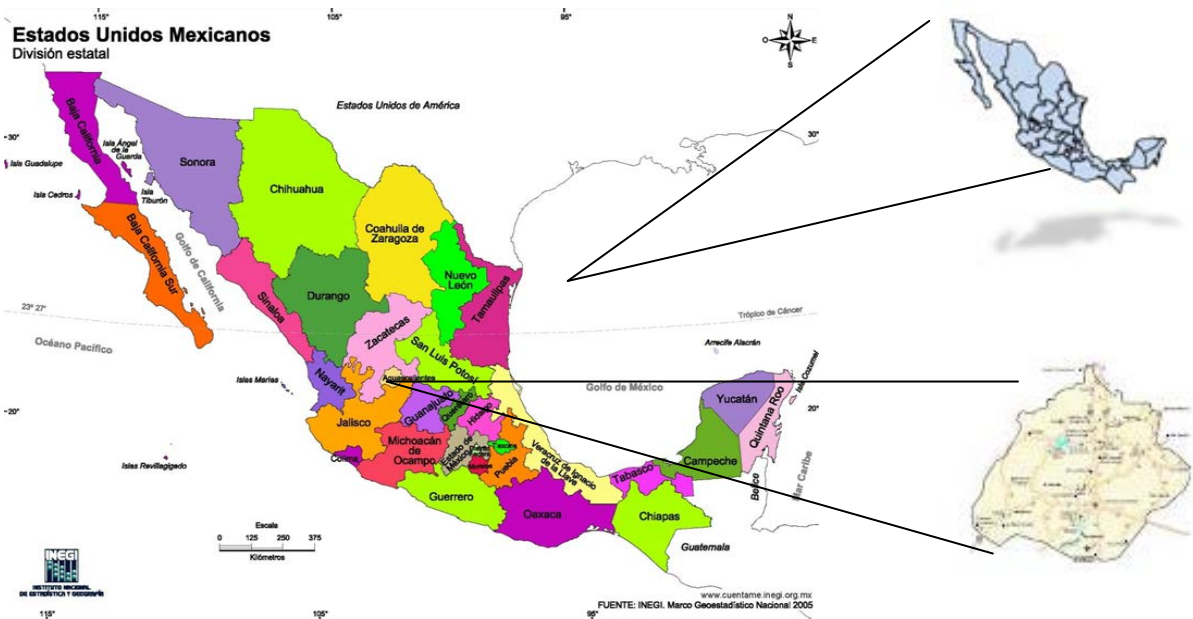 115°
105°
95°
Estados Unidos Mexicanos
División estatal
N
O
E
S
Estados Unidos de América
30°
30°
Baja California
Isla Ángel
de la
Guarda
Isla Guadalupe
Isla Cedros
Isla
Tiburón
Sonora
Chihuahua
Coahuila de
Zaragoza
Baja California Sur
Golfo de California
Nuevo
León
Tamaulipas
Sinaloa
Durango
23° 27'
Trópico de Cáncer
Océano Pacífico
Zacatecas
San Luis Potosí
Arrecife Alacrán
Nayarit
Aguascalientes
Islas Marías
Golfo de México
Isla Cozumel
Yucatán
Quintana Roo
20°
20°
Jalisco
Guanajuato
Querétaro
Hidalgo
Michoacán
de
Ocampo
Colima
Estado de
México
Distrito
Federal
Tlaxcala
Morelos
Puebla
Veracruz de Ignacio
de la Llave
Tabasco
Campeche
Belice
Mar Caribe
Islas Revillagigedo
Guerrero
Oaxaca
Chiapas
Guatemala
Escala
0 125 250 375
Kilómetros
INEGI
INSTITUTO NACIONAL
DE ESTADÍSTICA Y GEOGRAFÍA
www.cuentame.inegi.org.mx
FUENTE: INEGI. Marco Geoestadístico Nacional 2005
115°
105°
95°